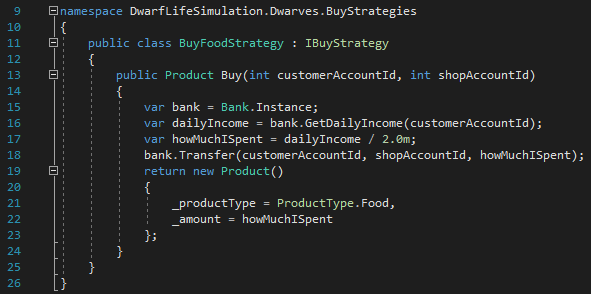 9 namespace DwarfLifeSimulation.Dwarves.BuyStrategies
10 {
11     public class BuyFoodStrategy : IBuyStrategy
12     {
13         public Product Buy(int customerAccountId, int shopAccountId)
14         {
15             var bank = Bank.Instance;
16             var dailyIncome = bank.GetDailyIncome(customerAccountId);
17             var howMuchISpent = dailyIncome / 2.0m;
18             bank.Transfer(customerAccountId, shopAccountId, howMuchISpent);
19             return new Product()
20             {
21                 _productType = ProductType.Food,
22                 _amount = howMuchISpent
23             };
24         }
25     }
26 }